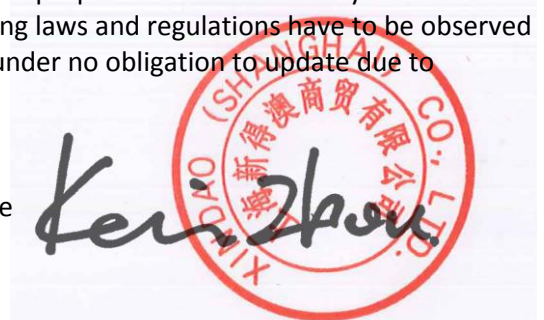 ng laws and regulations have to be observed
under no obligation to update due to
XINDAO (SHANGHAI) CO., LTD.
上海新得澳商贸有限公司
e
Zhou